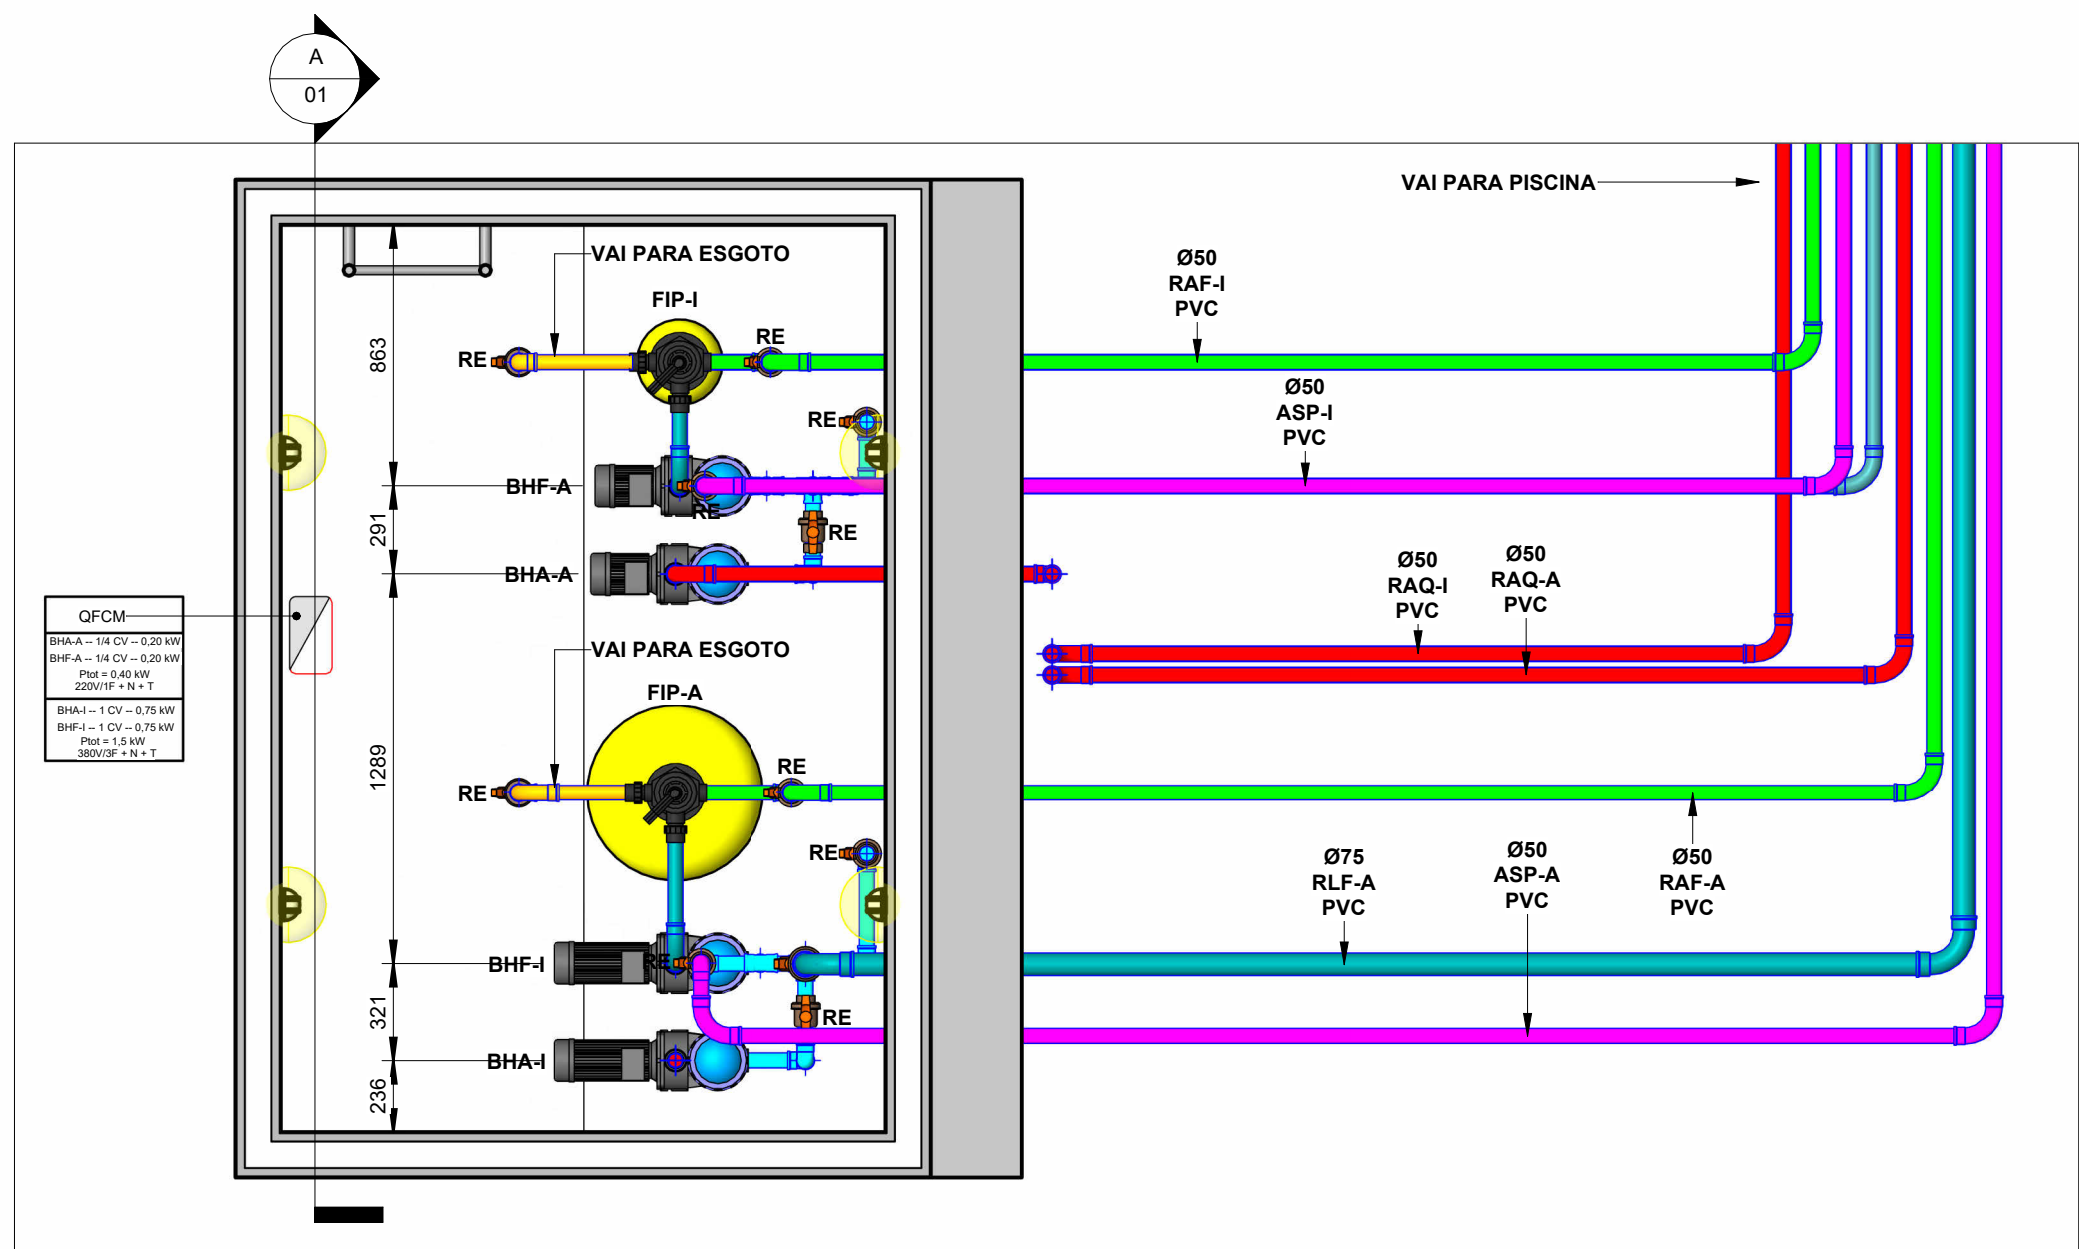 A
01
VAI PARA PISCINA
VAI PARA ESGOTO
Ø50
RAF-I
PVC
FIP-I
RE
RE
863
Ø50
ASP-I
PVC
RE
BHF-A
RE
291
RE
BHA-A
Ø50
RAQ-I
PVC
Ø50
RAQ-A
PVC
QFCM
BHA-A -- 1/4 CV -- 0,20 kW
BHF-A -- 1/4 CV -- 0,20 kW
Ptot = 0,40 kW
220V/1F + N + T
BHA-I -- 1 CV -- 0,75 kW
BHF-I -- 1 CV -- 0,75 kW
Ptot = 1,5 kW
380V/3F + N + T
VAI PARA ESGOTO
FIP-A
1289
RE
RE
RE
Ø75
RLF-A
PVC
Ø50
ASP-A
PVC
Ø50
RAF-A
PVC
BHF-I
RE
321
RE
BHA-I
236